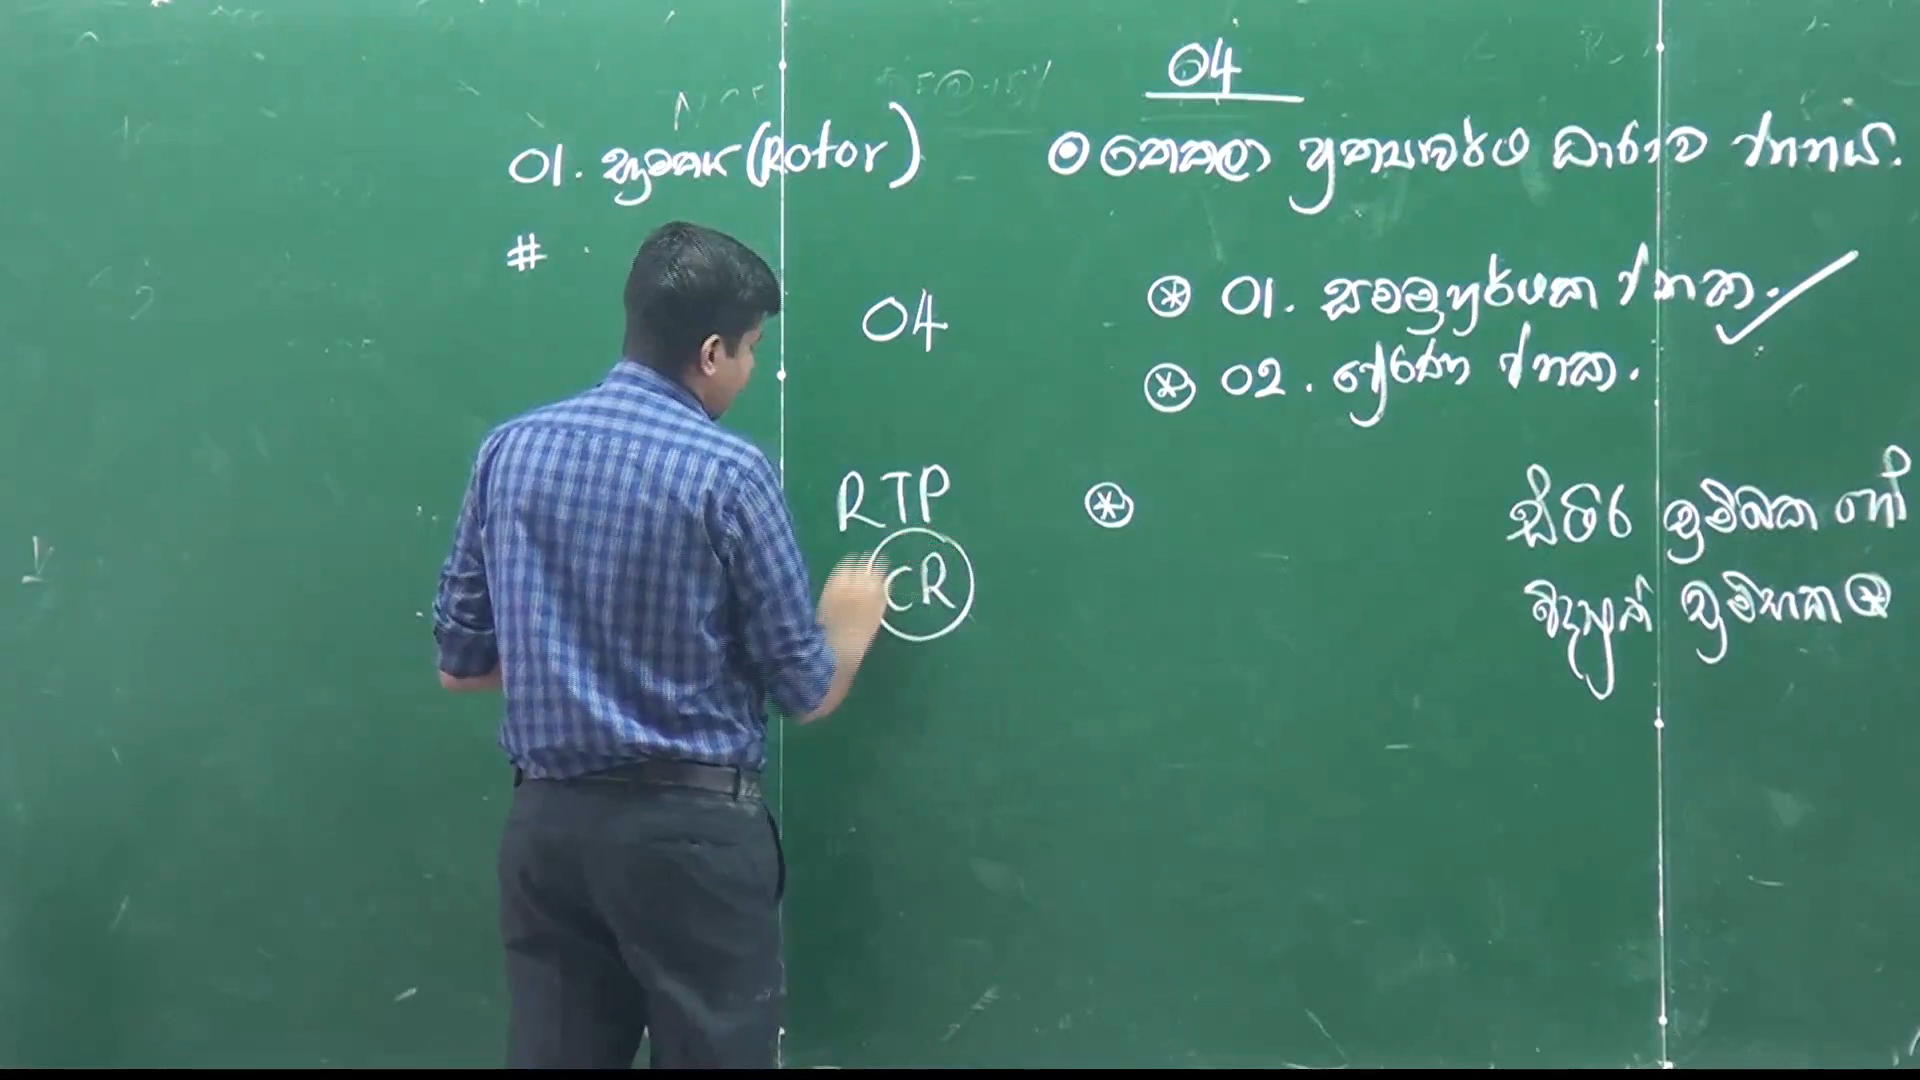 04
01. භ්‍රමකය (Rotor)
⊙ තෙකලා ප්‍රත්‍යාවර්ත ධාරාව ජනනය.
#
04
⊛ 01. සමමුහුර්තක ජනක. ✓
⊛ 02. ප්‍රේරණ ජනක.
RTP
CR
⊛
ස්ථිර චුම්බක හෝ
විද්‍යුත් චුම්භක ⊛